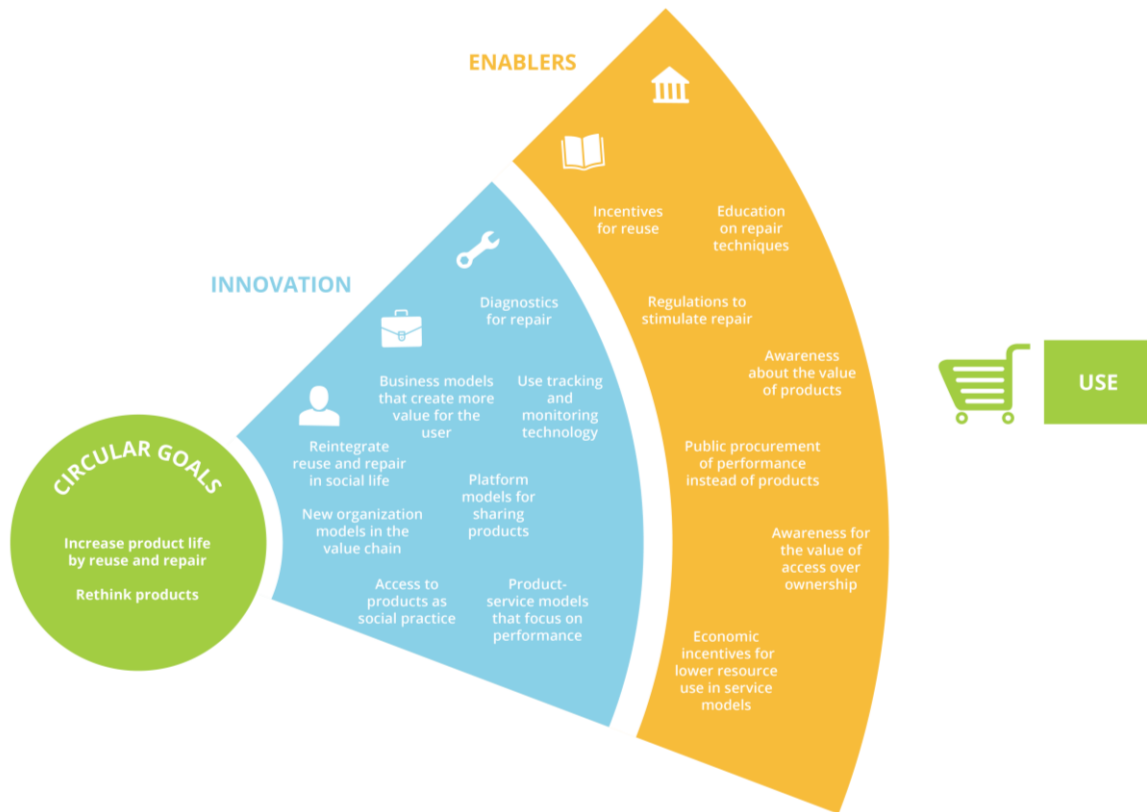 ENABLERS
Incentives
for reuse
Education
on repair
techniques
Regulations to
stimulate repair
Awareness
about the value
of products
Public procurement
of performance
instead of products
Awareness for
the value of
access over
ownership
Economic
incentives for
lower resource
use in service
models
INNOVATION
Diagnostics
for repair
Business models
that create more
value for the
user
Use tracking
and
monitoring
technology
Reintegrate
reuse and repair
in social life
Platform
models for
sharing
products
New organization
models in the
value chain
Access to
products as
social practice
Product-
service models
that focus on
performance
CIRCULAR GOALS
Increase product life
by reuse and repair
Rethink products
USE